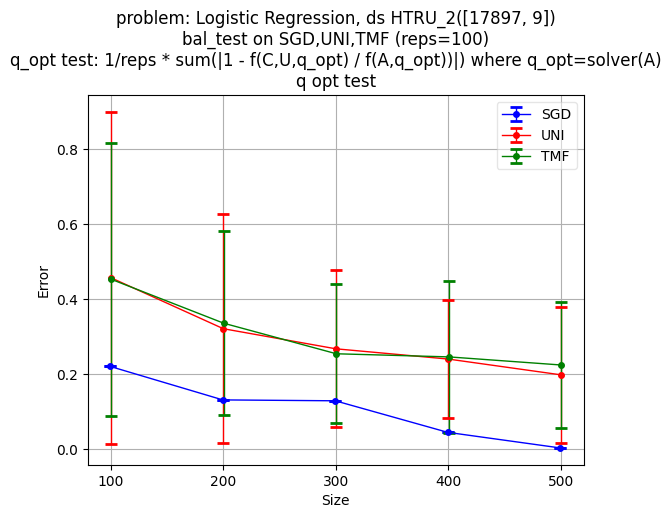 problem: Logistic Regression, ds HTRU_2([17897, 9])
bal_test on SGD,UNI,TMF (reps=100)
q_opt test: 1/reps * sum(|1 - f(C,U,q_opt) / f(A,q_opt))|) where q_opt=solver(A)
q opt test
SGD
UNI
TMF
Error
0.8
0.6
0.4
0.2
0.0
100
200
300
400
500
Size